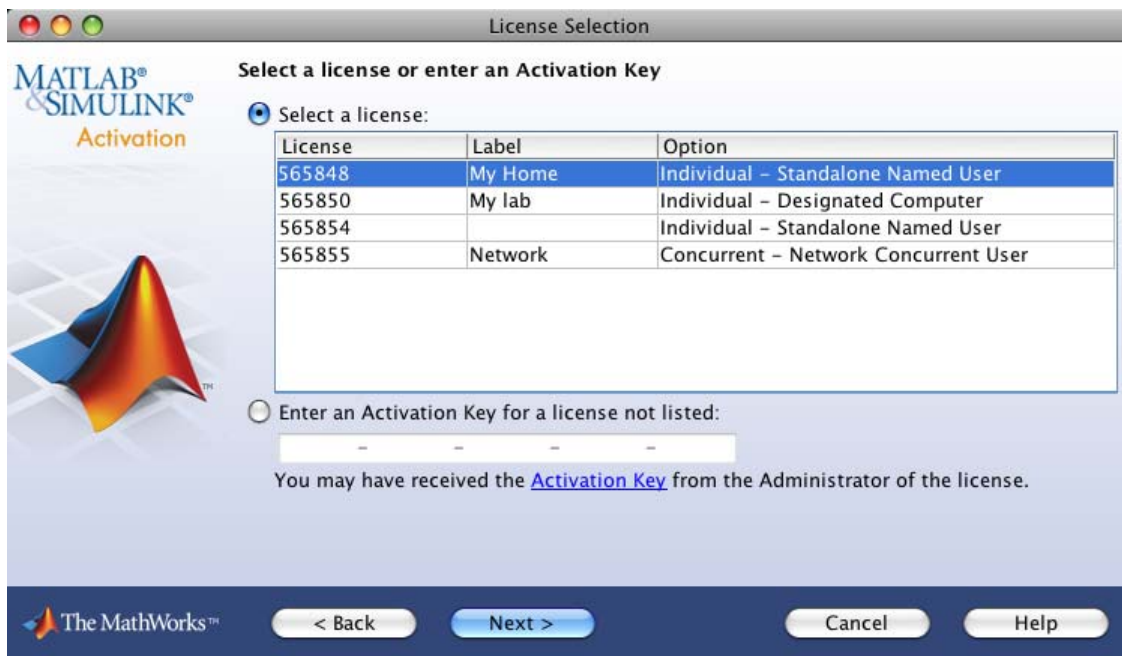 License Selection
MATLAB®
&SIMULINK®
Activation
Select a license or enter an Activation Key
Select a license:
License Label Option
565848 My Home Individual – Standalone Named User
565850 My lab Individual – Designated Computer
565854 Individual – Standalone Named User
565855 Network Concurrent – Network Concurrent User
TM
Enter an Activation Key for a license not listed:
– – – –
You may have received the Activation Key from the Administrator of the license.
The MathWorks™ < Back Next > Cancel Help